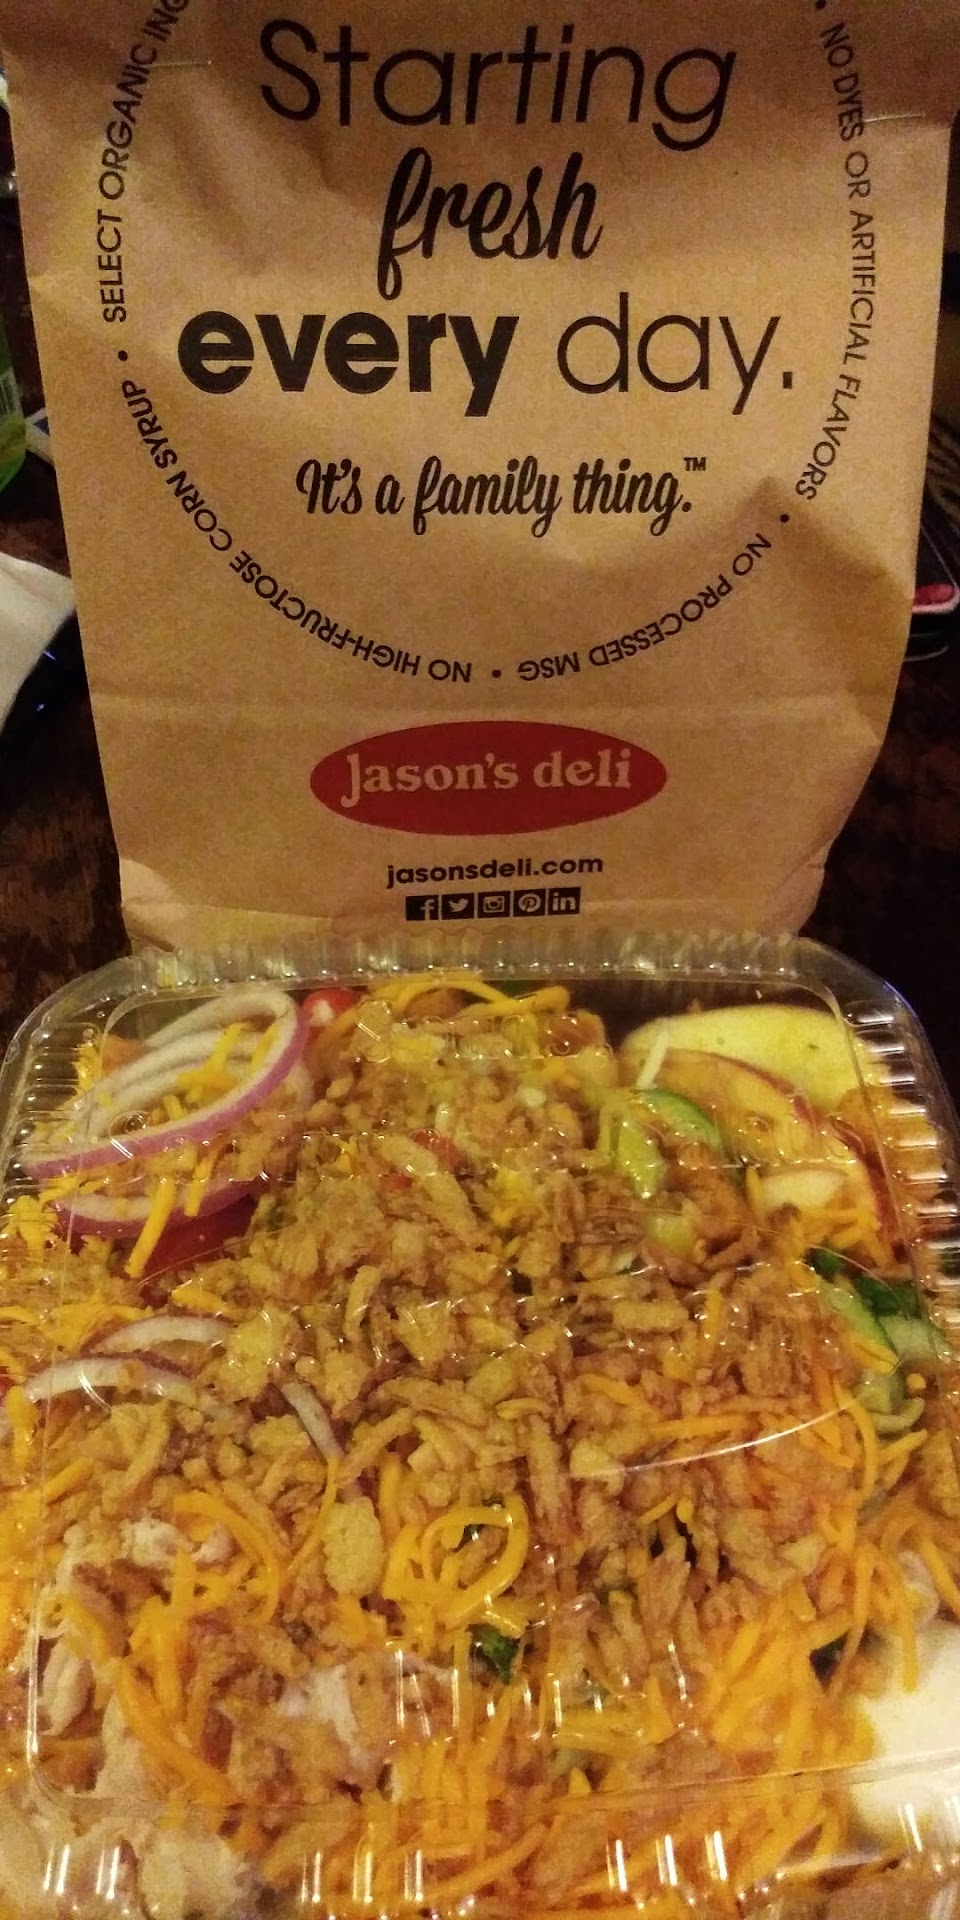 Starting
fresh
every day.
It's a family thing.™
NO HIGH-FRUCTOSE CORN SYRUP • SELECT ORGANIC
• NO DYES OR ARTIFICIAL FLAVORS • NO PROCESSED MSG •
Jason's deli
jasonsdeli.com
f in